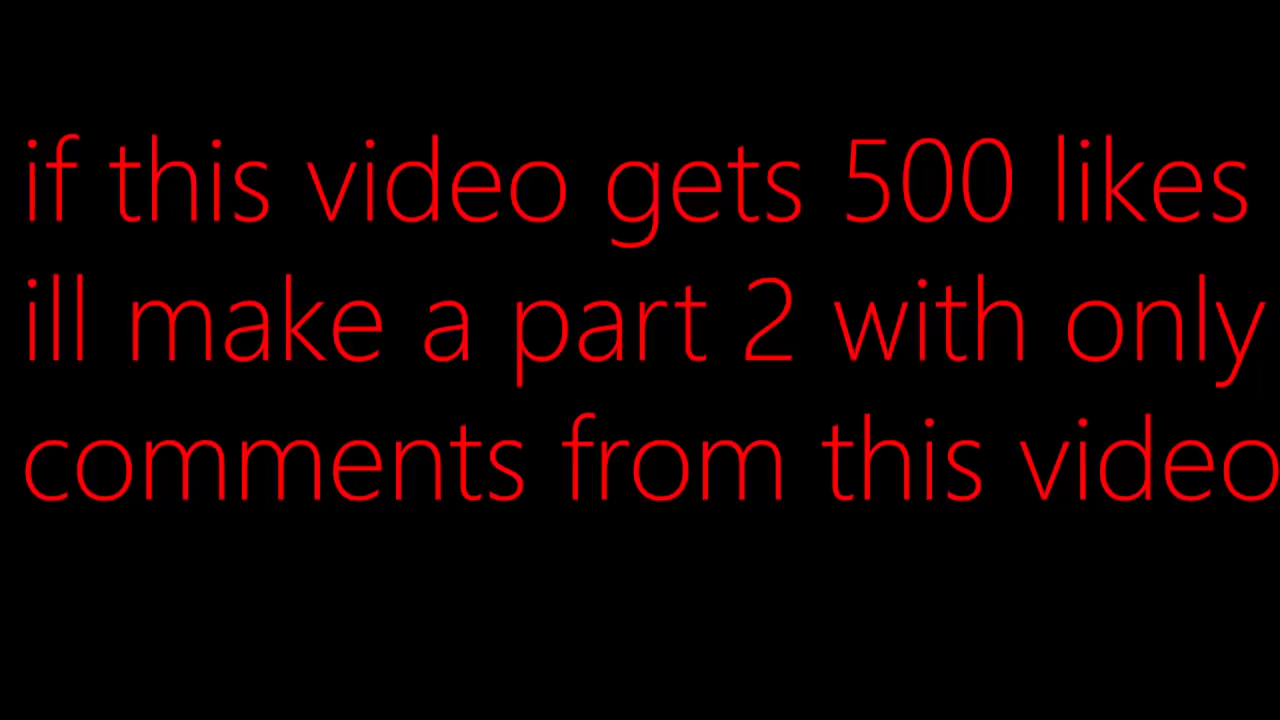 if this video gets 500 likes
ill make a part 2 with only
comments from this video